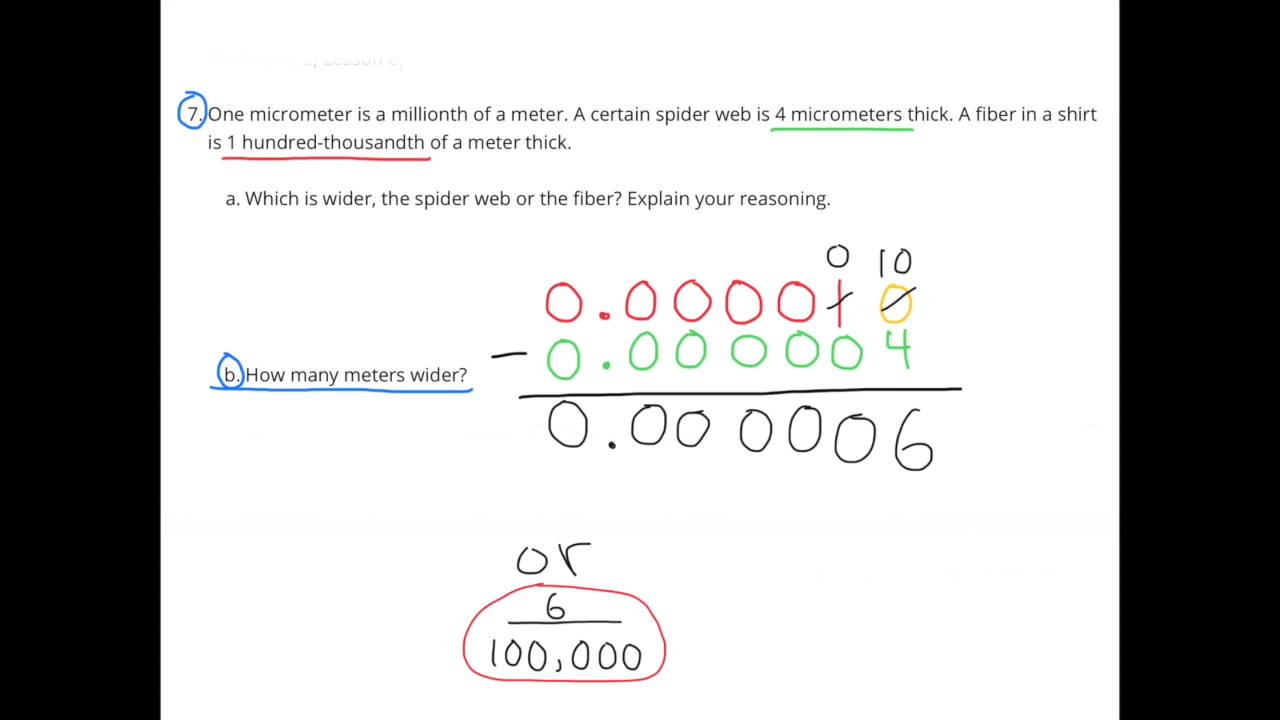 7. One micrometer is a millionth of a meter. A certain spider web is 4 micrometers thick. A fiber in a shirt
is 1 hundred-thousandth of a meter thick.
a. Which is wider, the spider web or the fiber? Explain your reasoning.
0 10
0.000010
- 0.000004
b. How many meters wider?
0.000006
or
6
100,000